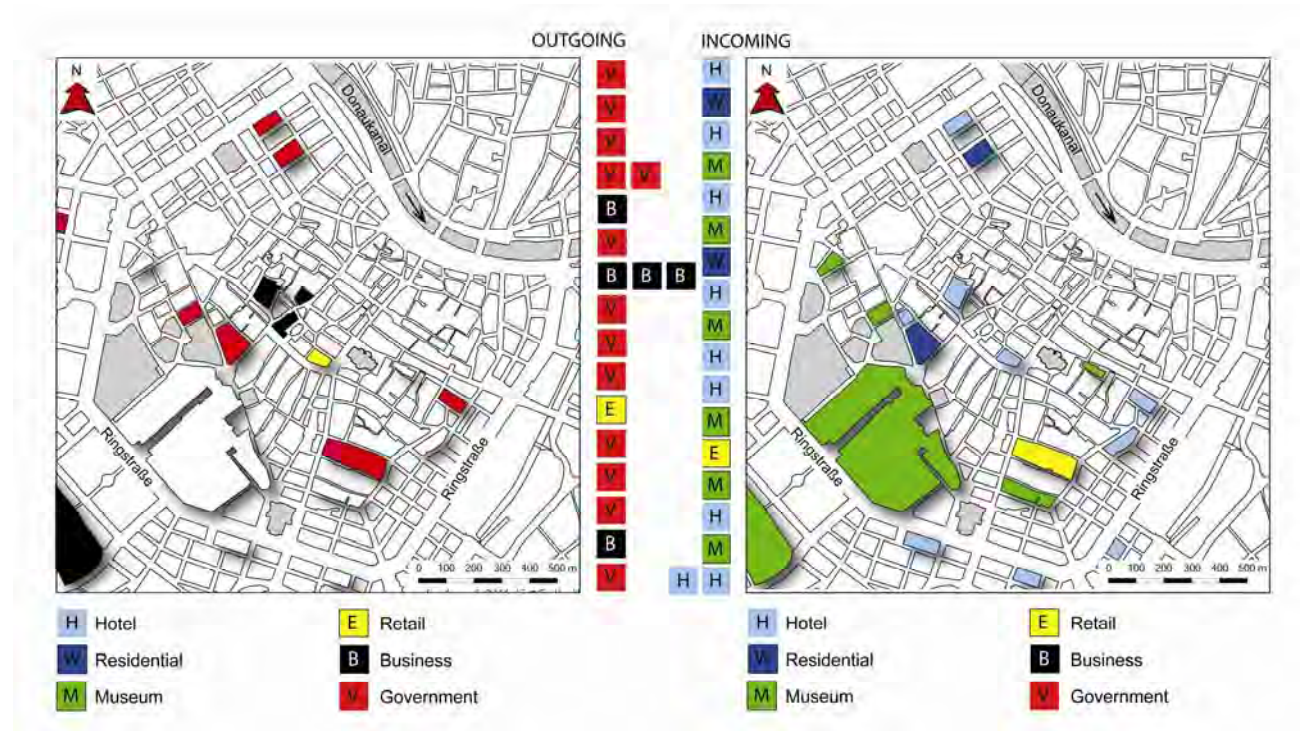 OUTGOING
INCOMING
N
Donaukanal
Ringstraße
Ringstraße
0 100 200 300 400 500 m
V
V
V
V V
B
V
B B B
V
V
V
E
V
V
V
B
V
H
W
H
M
H
M
W
H
M
H
H
M
E
M
H
M
H H
N
Donaukanal
Ringstraße
Ringstraße
0 100 200 300 400 500 m
H Hotel
E Retail
W Residential
B Business
M Museum
V Government
H Hotel
E Retail
W Residential
B Business
M Museum
V Government